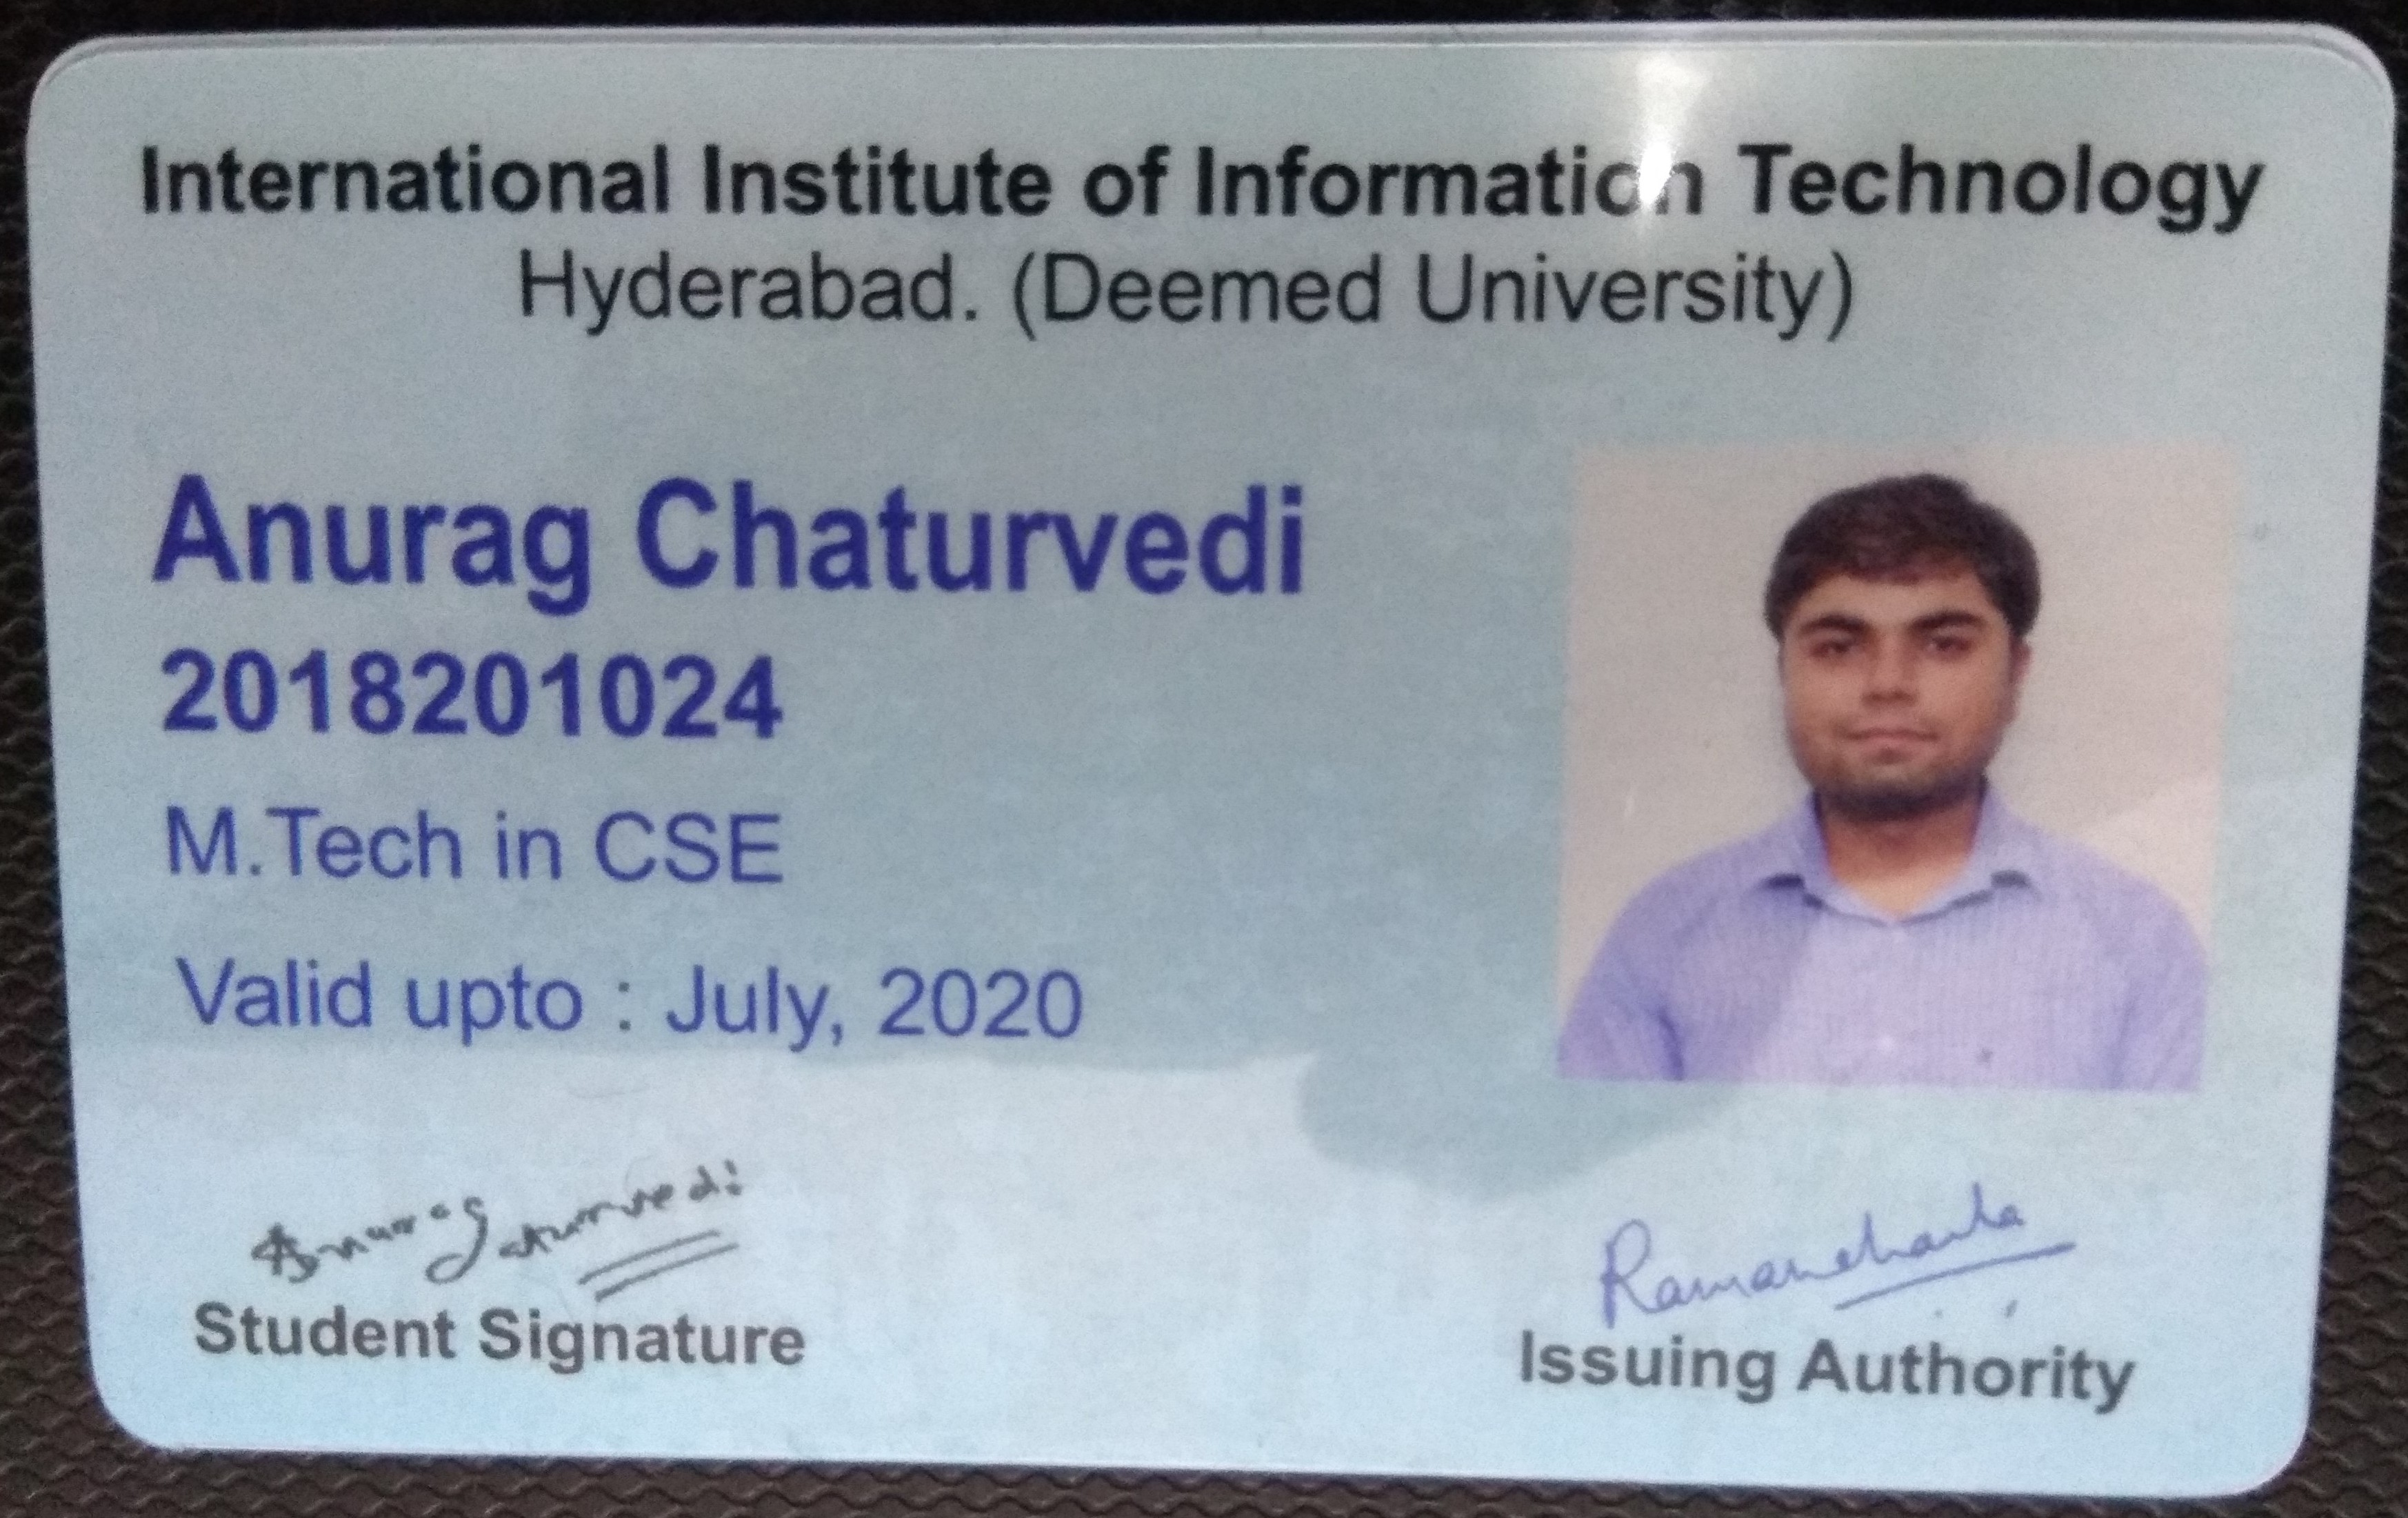 International Institute of Information Technology
Hyderabad. (Deemed University)
Anurag Chaturvedi
2018201024
M.Tech in CSE
Valid upto : July, 2020
Anurag Chaturvedi
Student Signature
Issuing Authority